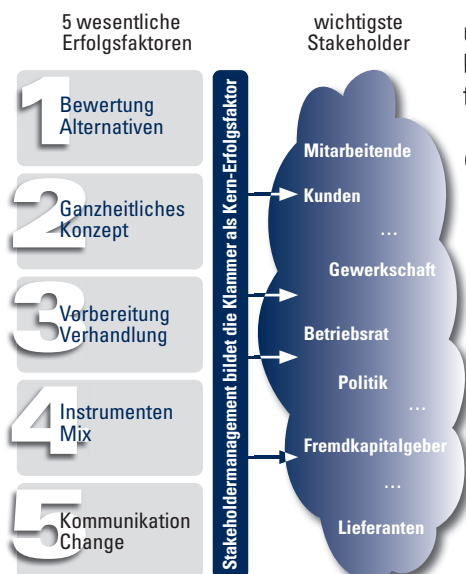 5 wesentliche
Erfolgsfaktoren
wichtigste
Stakeholder
1
Bewertung
Alternativen
2
Ganzheitliches
Konzept
3
Vorbereitung
Verhandlung
4
Instrumenten
Mix
5
Kommunikation
Change
Stakeholdermanagement bildet die Klammer als Kern-Erfolgsfaktor
Mitarbeitende
Kunden
...
Gewerkschaft
Betriebsrat
Politik
...
Fremdkapitalgeber
...
Lieferanten